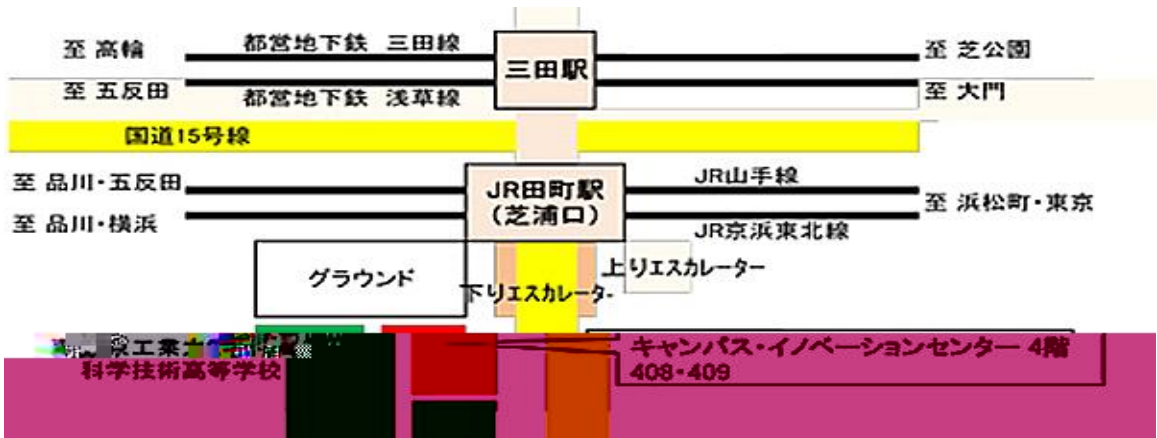 至 高輪
都営地下鉄 三田線
三田駅
至 芝公園
至 五反田
都営地下鉄 浅草線
至 大門
国道15号線
至 品川・五反田
JR田町駅
(芝浦口)
JR山手線
至 浜松町・東京
至 品川・横浜
JR京浜東北線
グラウンド
上りエスカレーター
下りエスカレーター
工業
キャンパス・イノベーションセンター 4階
科学技術高等学校
408・409